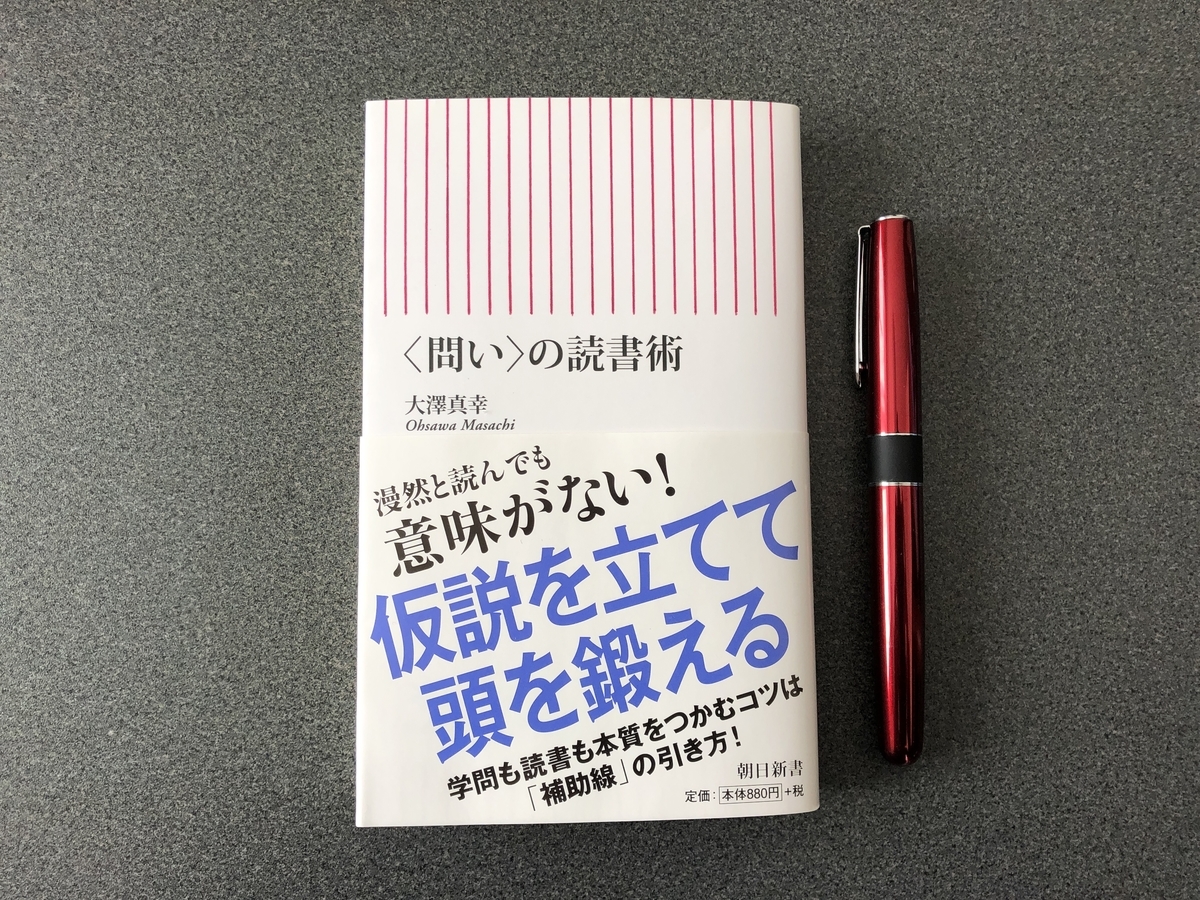 〈問い〉の読書術
大澤真幸
Ohsawa Masachi
漫然と読んでも
意味がない!
仮説を立てて
頭を鍛える
学問も読書も本質をつかむコツは
「補助線」の引き方!
朝日新書
定価:本体880円+税